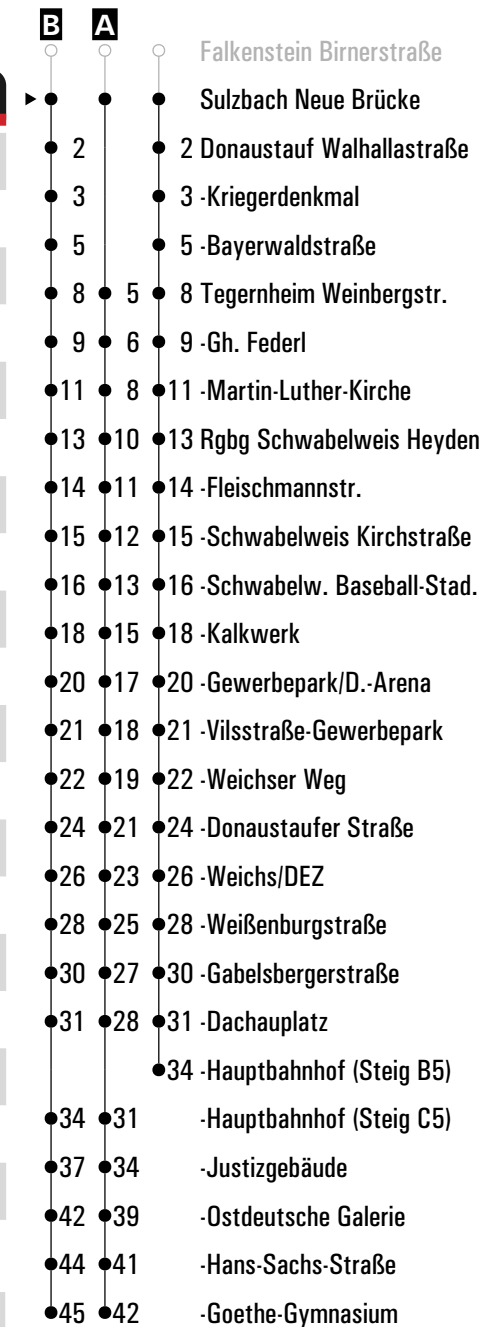 B A
Falkenstein Birnerstraße
Sulzbach Neue Brücke
2 2 Donaustauf Walhallastraße
3 3 -Kriegerdenkmal
5 5 -Bayerwaldstraße
8 5 8 Tegernheim Weinbergstr.
9 6 9 -Gh. Federl
11 8 11 -Martin-Luther-Kirche
13 10 13 Rgbg Schwabelweis Heyden
14 11 14 -Fleischmannstr.
15 12 15 -Schwabelweis Kirchstraße
16 13 16 -Schwabelw. Baseball-Stad.
18 15 18 -Kalkwerk
20 17 20 -Gewerbepark/D.-Arena
21 18 21 -Vilsstraße-Gewerbepark
22 19 22 -Weichser Weg
24 21 24 -Donaustaufer Straße
26 23 26 -Weichs/DEZ
28 25 28 -Weißenburgstraße
30 27 30 -Gabelsbergerstraße
31 28 31 -Dachauplatz
34 -Hauptbahnhof (Steig B5)
34 31 -Hauptbahnhof (Steig C5)
37 34 -Justizgebäude
42 39 -Ostdeutsche Galerie
44 41 -Hans-Sachs-Straße
45 42 -Goethe-Gymnasium